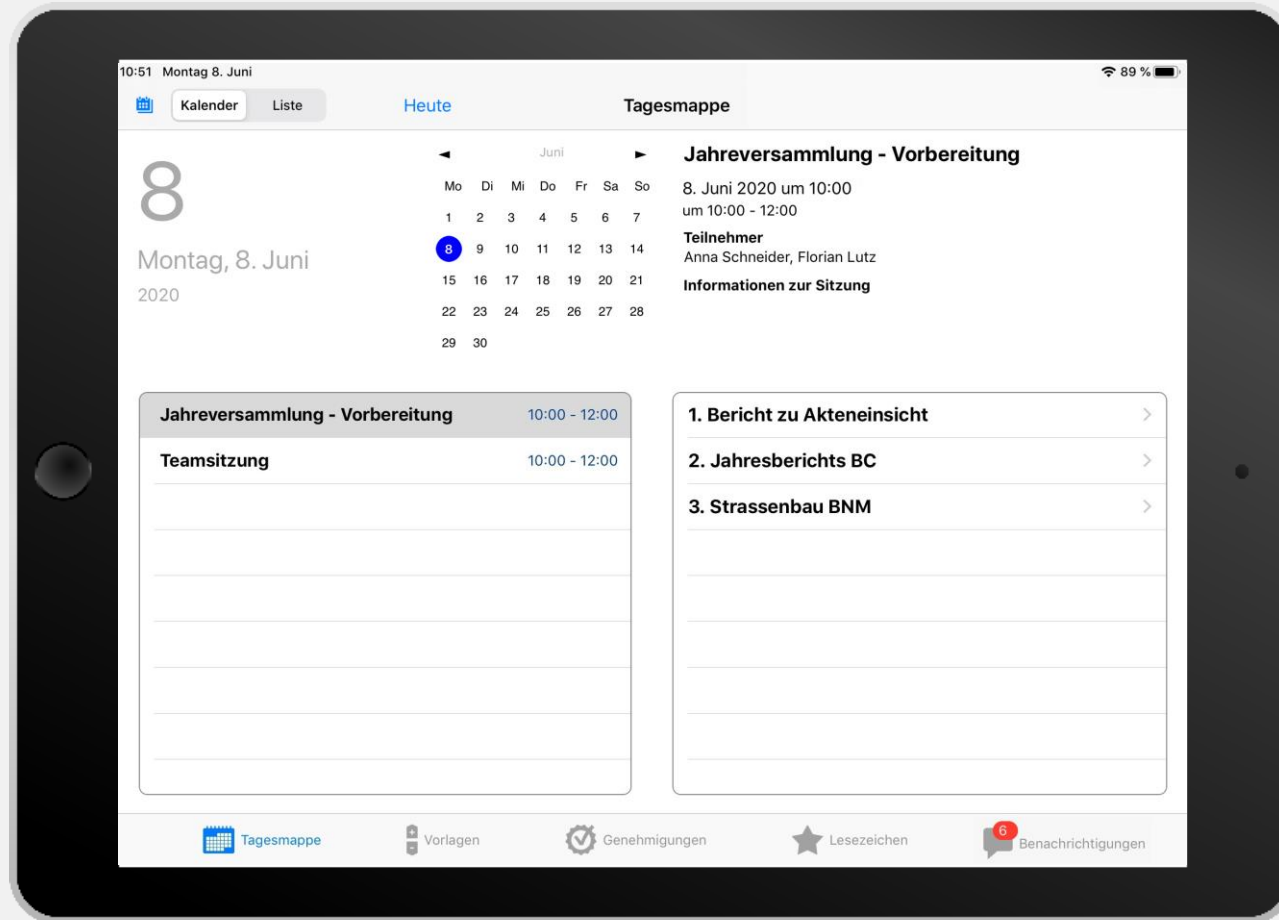 10:51 Montag 8. Juni
89 %
Kalender Liste Heute Tagesmappe
8
Montag, 8. Juni
2020
Juni
Mo Di Mi Do Fr Sa So
1 2 3 4 5 6 7
8 9 10 11 12 13 14
15 16 17 18 19 20 21
22 23 24 25 26 27 28
29 30
Jahreversammlung - Vorbereitung
8. Juni 2020 um 10:00
um 10:00 - 12:00
Teilnehmer
Anna Schneider, Florian Lutz
Informationen zur Sitzung
Jahreversammlung - Vorbereitung 10:00 - 12:00
Teamsitzung 10:00 - 12:00
1. Bericht zu Akteneinsicht
2. Jahresberichts BC
3. Strassenbau BNM
Tagesmappe Vorlagen Genehmigungen Lesezeichen 6 Benachrichtigungen